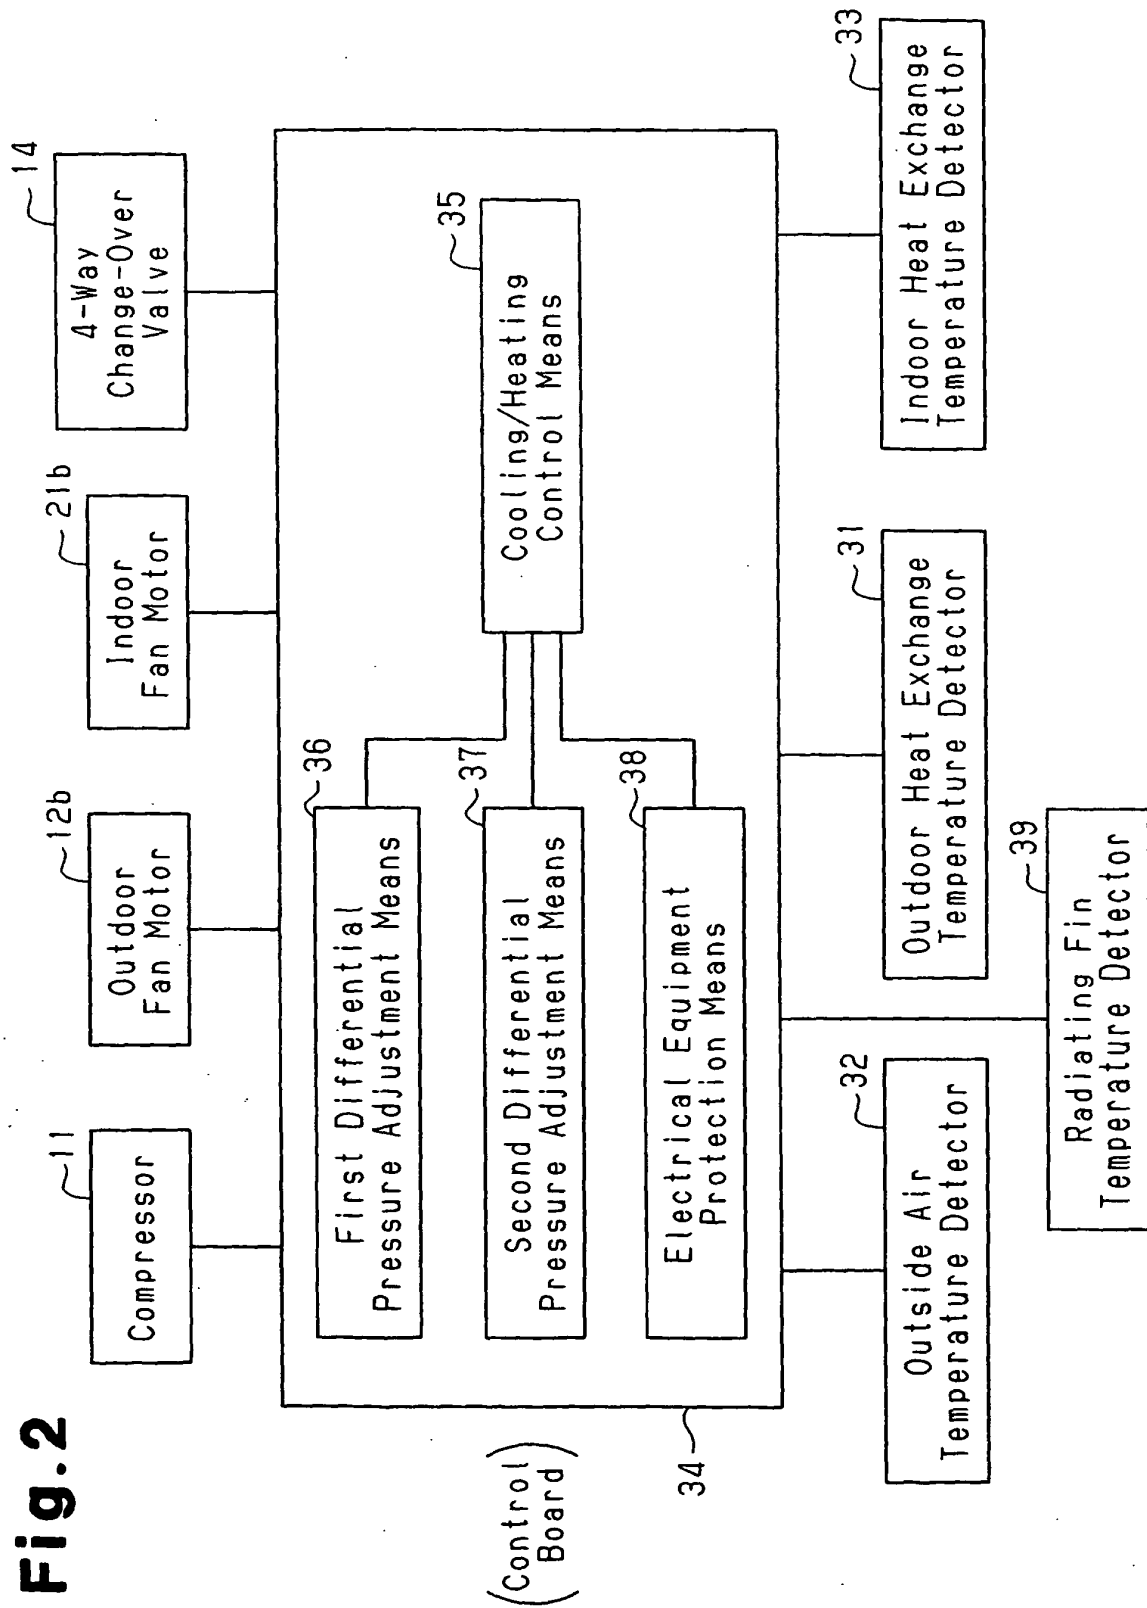 Fig.2
11
Compressor
12b
Outdoor
Fan Motor
21b
Indoor
Fan Motor
14
4-Way
Change-Over
Valve
(Control
Board)
34
36
First Differential
Pressure Adjustment Means
37
Second Differential
Pressure Adjustment Means
38
Electrical Equipment
Protection Means
35
Cooling/Heating
Control Means
32
Outside Air
Temperature Detector
39
Radiating Fin
Temperature Detector
31
Outdoor Heat Exchange
Temperature Detector
33
Indoor Heat Exchange
Temperature Detector